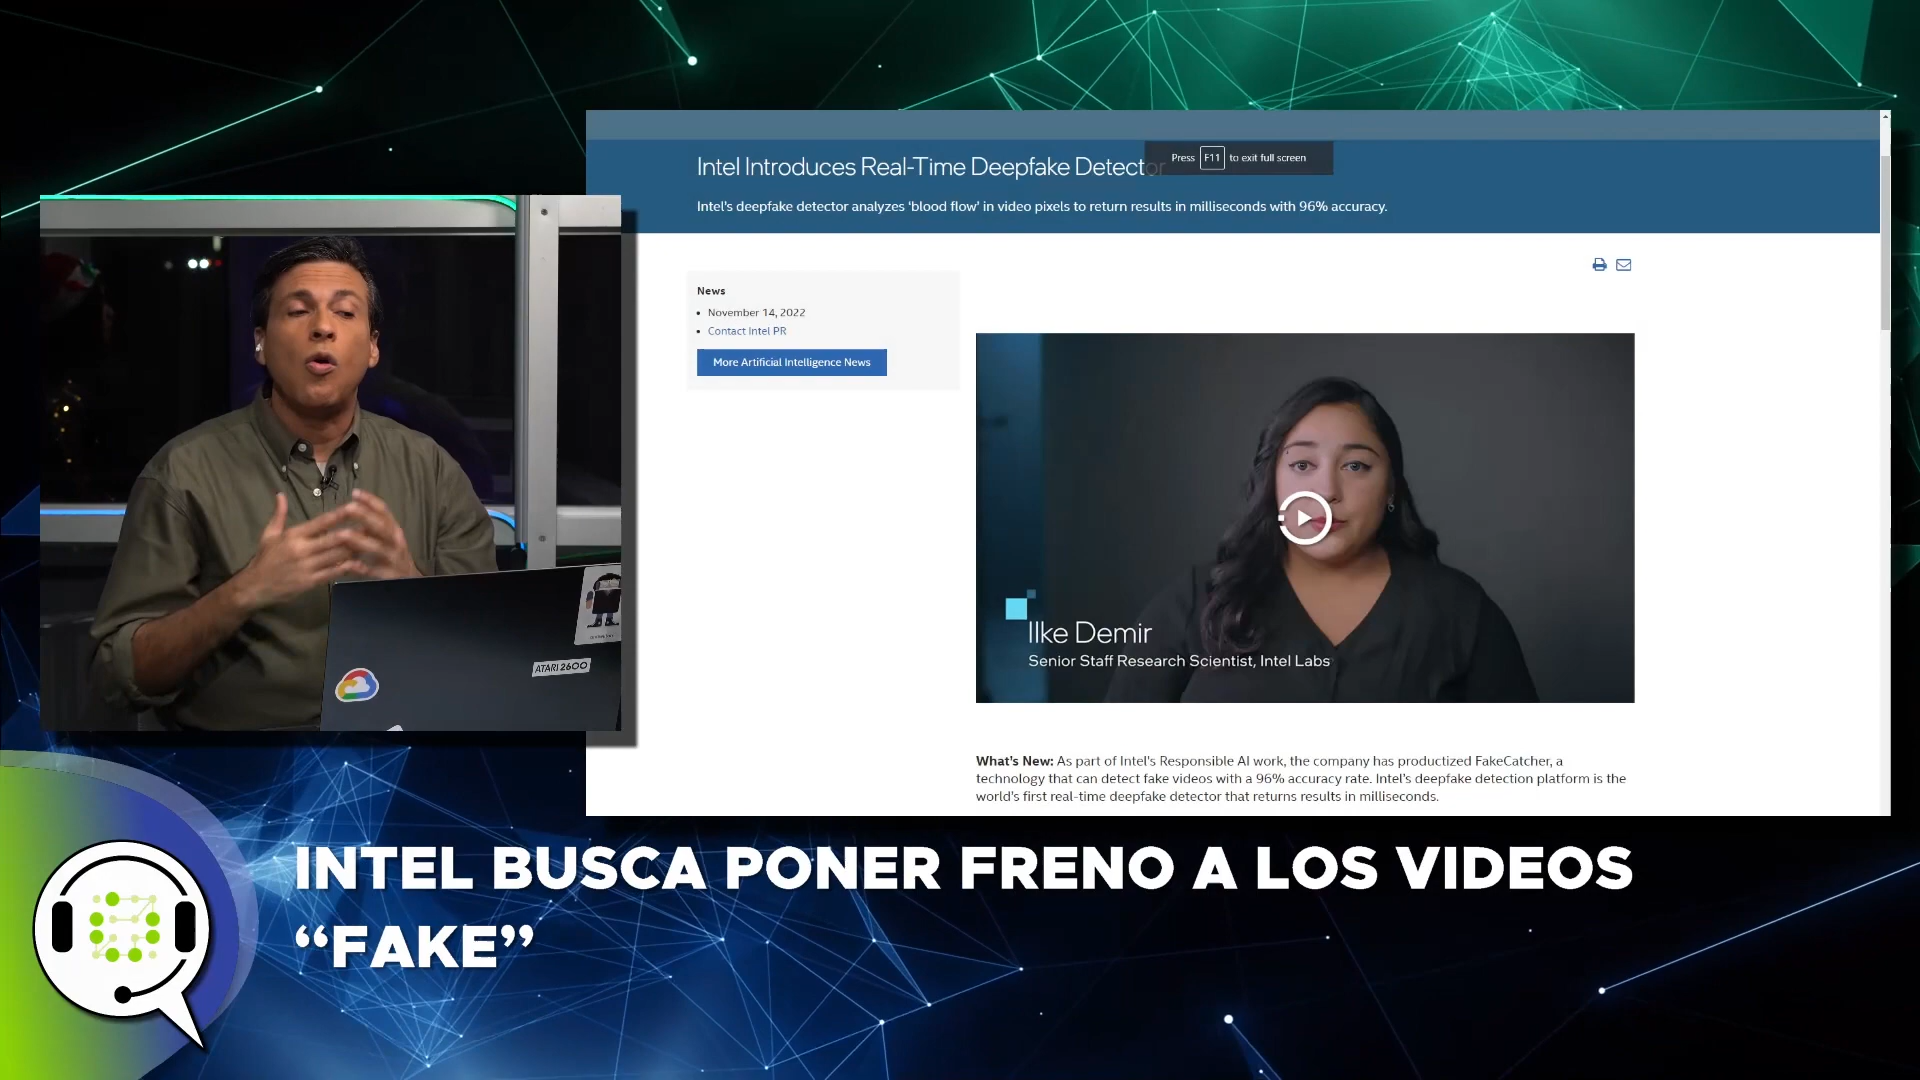 Intel Introduces Real-Time Deepfake Detector
Press F11 to exit full screen
Intel's deepfake detector analyzes ‘blood flow’ in video pixels to return results in milliseconds with 96% accuracy.
News
November 14, 2022
Contact Intel PR
More Artificial Intelligence News
Ilke Demir
Senior Staff Research Scientist, Intel Labs
ATARI 2600
What's New: As part of Intel's Responsible AI work, the company has productized FakeCatcher, a
technology that can detect fake videos with a 96% accuracy rate. Intel's deepfake detection platform is the
world's first real-time deepfake detector that returns results in milliseconds.
INTEL BUSCA PONER FRENO A LOS VIDEOS
“FAKE”